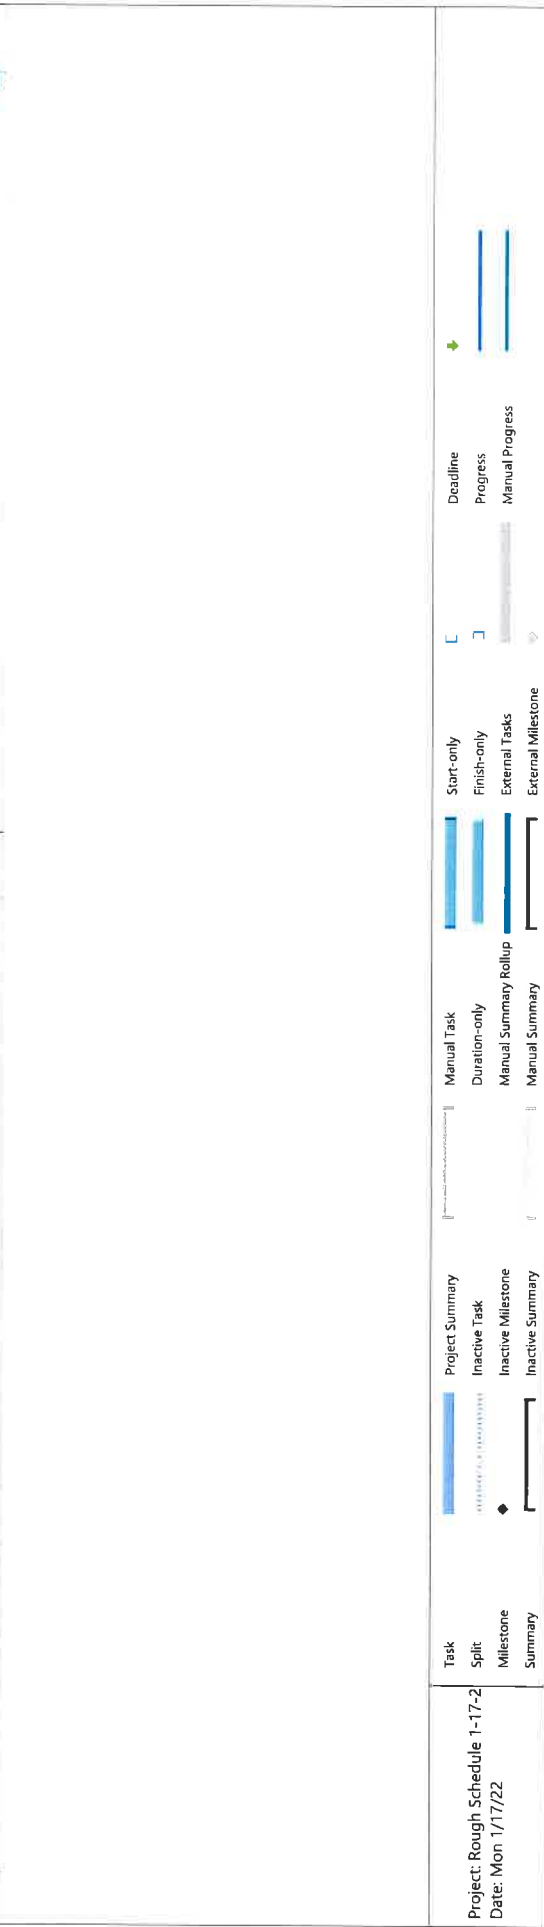 Project: Rough Schedule 1-17-2
Date: Mon 1/17/22
Task
Split
Milestone
Summary
Project Summary
Inactive Task
Inactive Milestone
Inactive Summary
Manual Task
Duration-only
Manual Summary Rollup
Manual Summary
Start-only
Finish-only
External Tasks
External Milestone
Deadline
Progress
Manual Progress